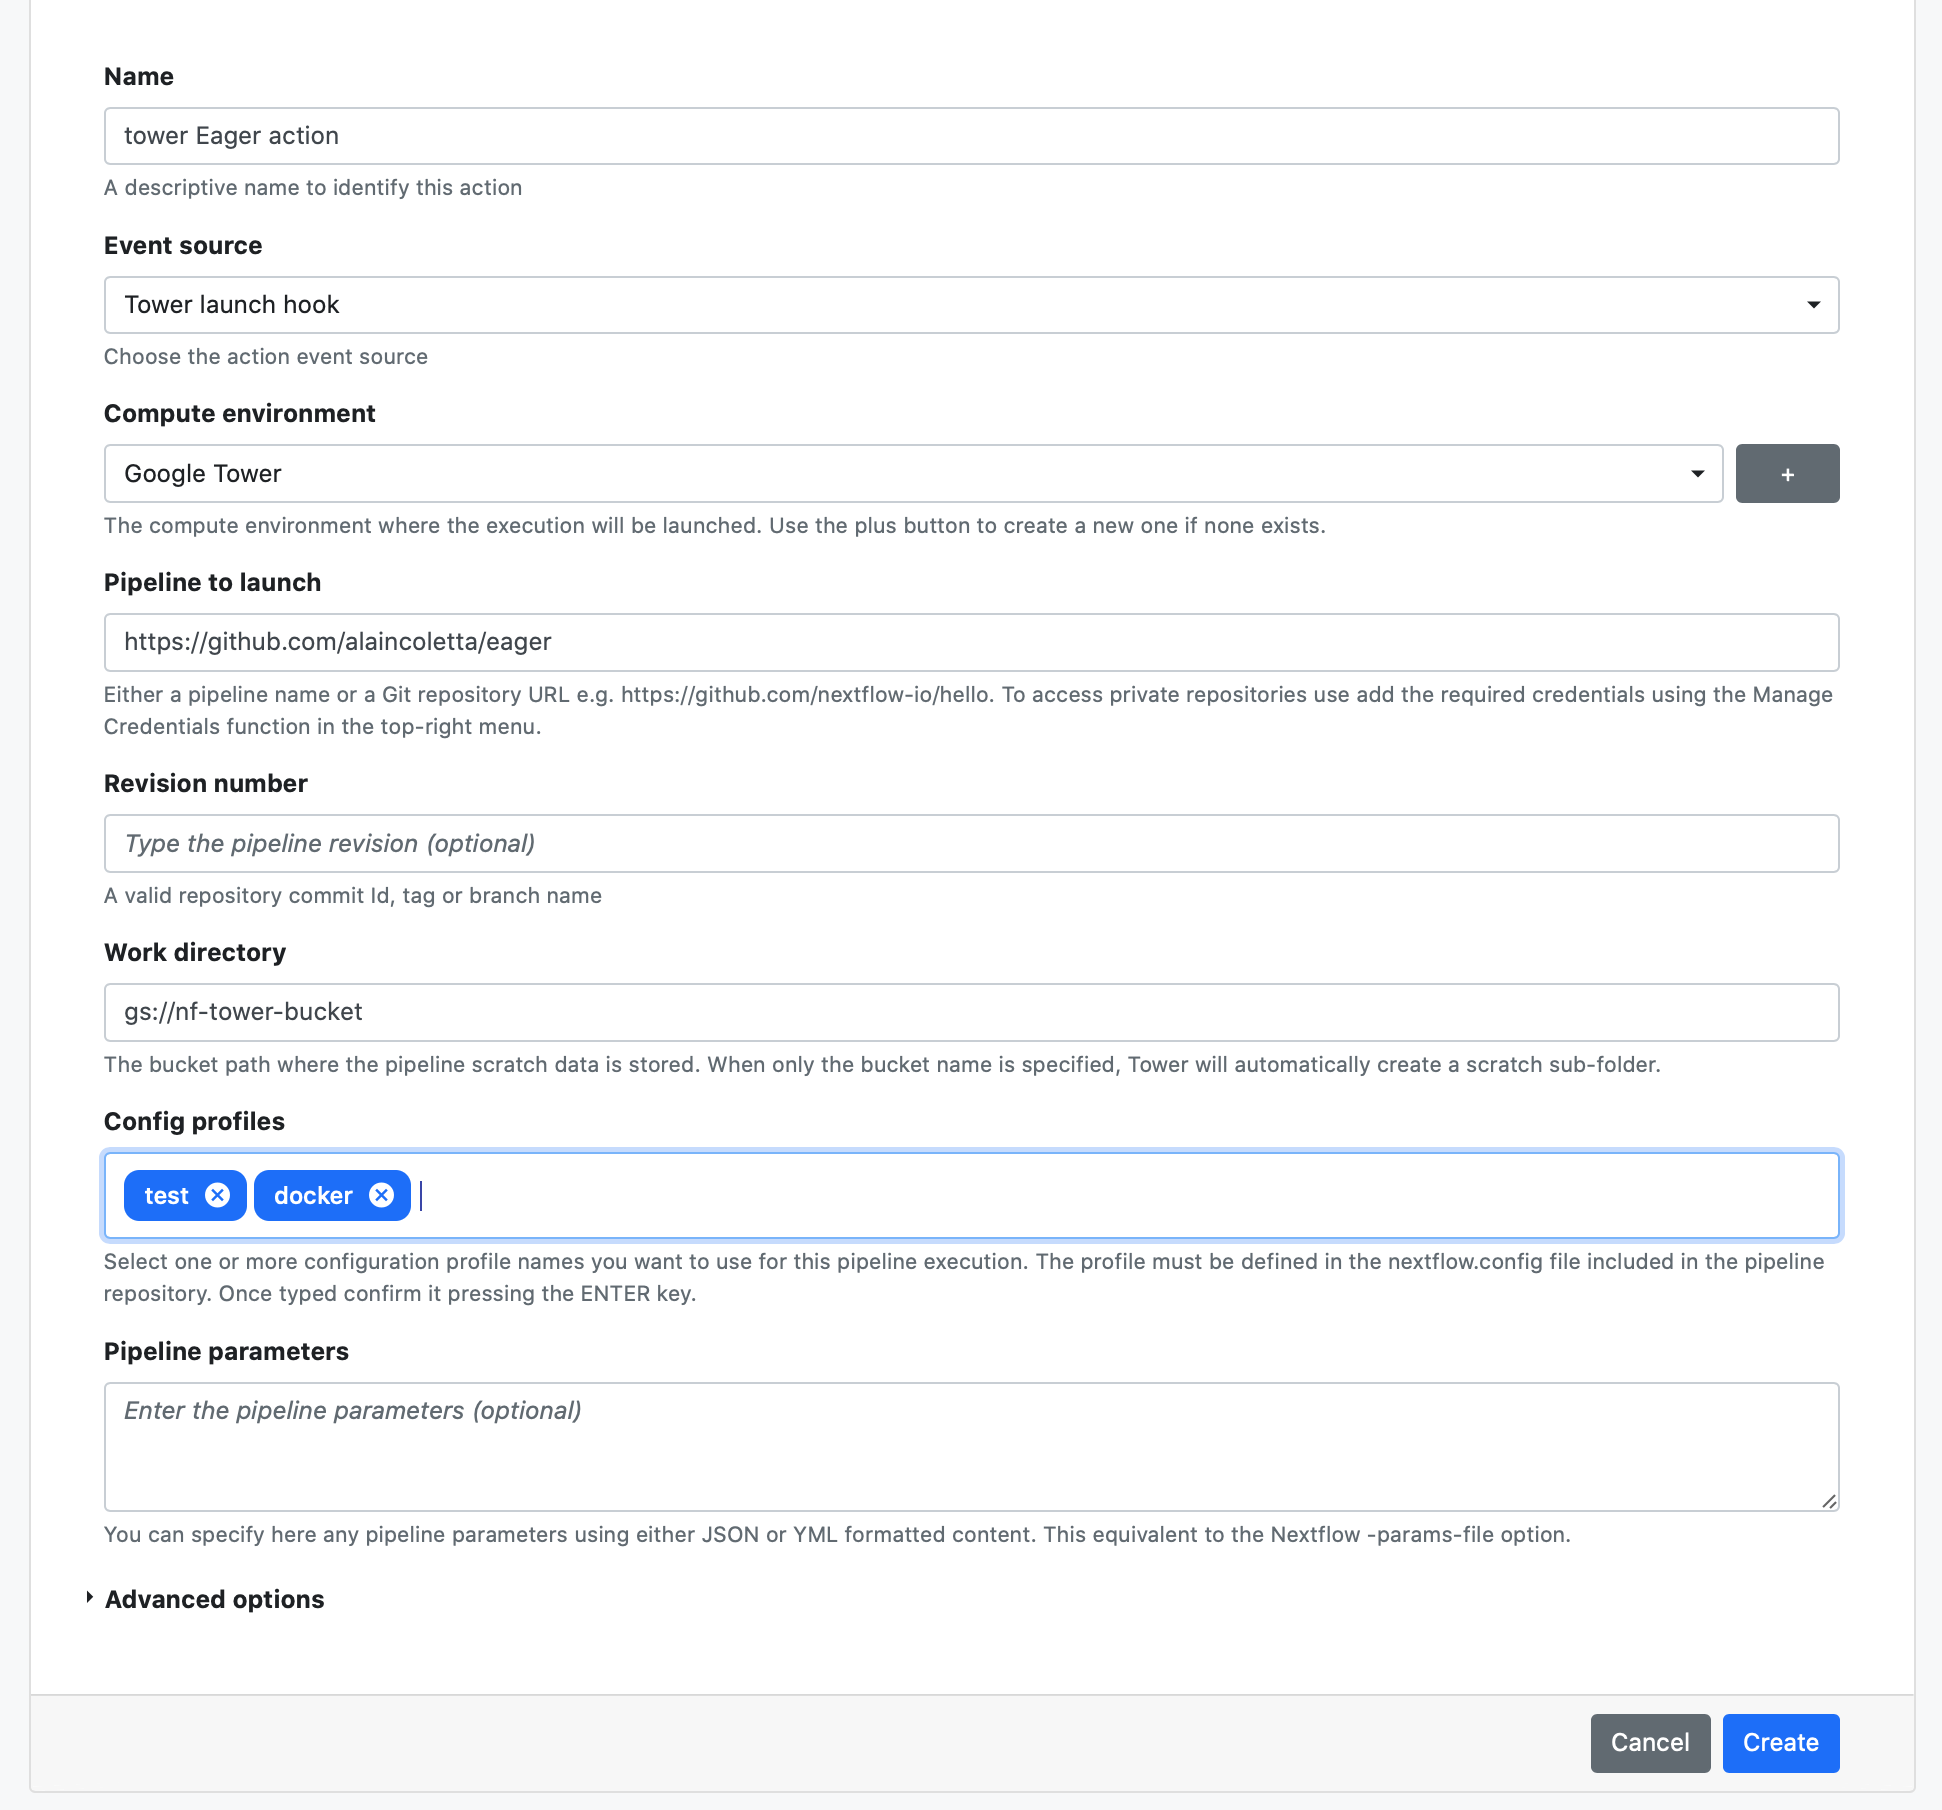 Name
tower Eager action
A descriptive name to identify this action
Event source
Tower launch hook
Choose the action event source
Compute environment
Google Tower
+
The compute environment where the execution will be launched. Use the plus button to create a new one if none exists.
Pipeline to launch
https://github.com/alaincoletta/eager
Either a pipeline name or a Git repository URL e.g. https://github.com/nextflow-io/hello. To access private repositories use add the required credentials using the Manage
Credentials function in the top-right menu.
Revision number
Type the pipeline revision (optional)
A valid repository commit Id, tag or branch name
Work directory
gs://nf-tower-bucket
The bucket path where the pipeline scratch data is stored. When only the bucket name is specified, Tower will automatically create a scratch sub-folder.
Config profiles
test docker
Select one or more configuration profile names you want to use for this pipeline execution. The profile must be defined in the nextflow.config file included in the pipeline
repository. Once typed confirm it pressing the ENTER key.
Pipeline parameters
Enter the pipeline parameters (optional)
You can specify here any pipeline parameters using either JSON or YML formatted content. This equivalent to the Nextflow -params-file option.
Advanced options
Cancel Create